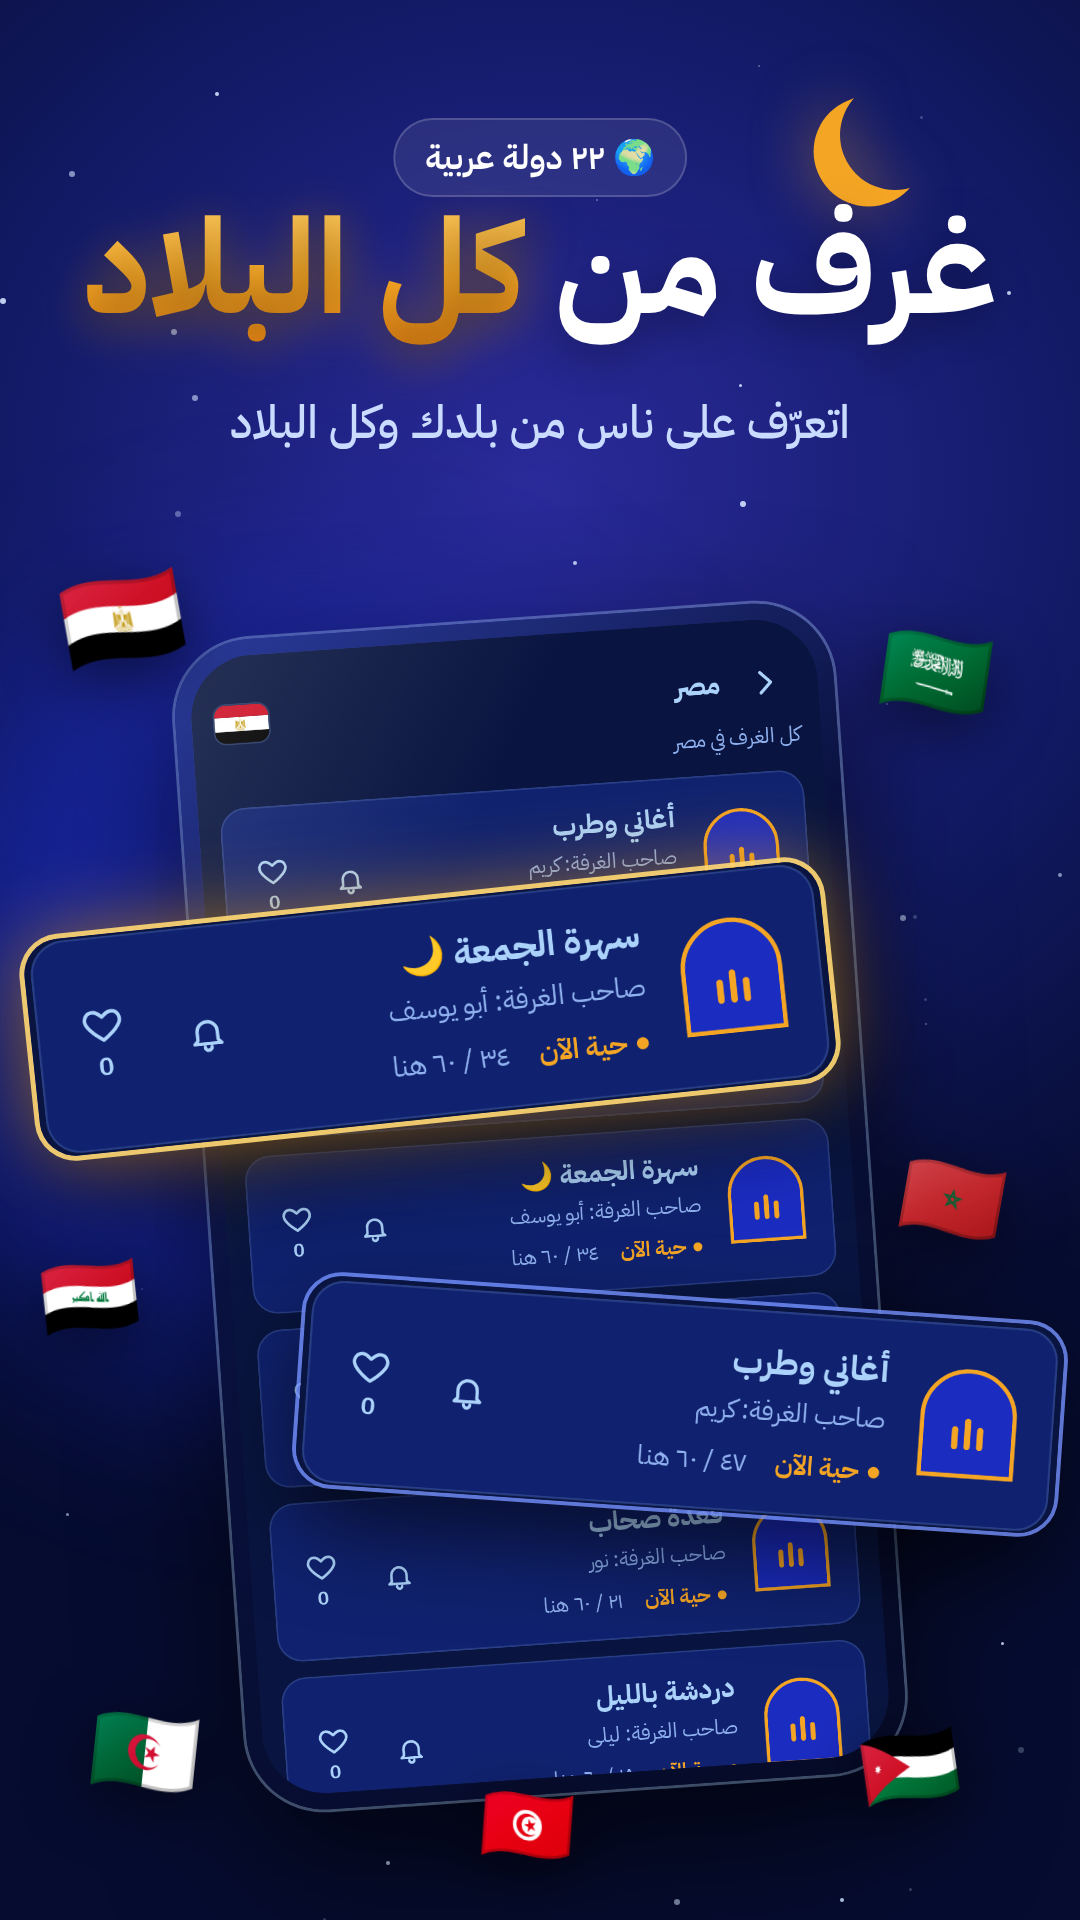 🌍 ٢٢ دولة عربية
غرف من كل البلاد
اتعرّف على ناس من بلدك وكل البلاد
مصر
كل الغرف في مصر
أغاني وطرب
صاحب الغرفة: كريم
0
سهرة الجمعة 🌙
صاحب الغرفة: أبو يوسف
حية الآن
٣٤ / ٦٠ هنا
0
سهرة الجمعة 🌙
صاحب الغرفة: أبو يوسف
حية الآن
٣٤ / ٦٠ هنا
0
أغاني وطرب
صاحب الغرفة: كريم
حية الآن
٤٧ / ٦٠ هنا
0
قعدة صحاب
صاحب الغرفة: نور
حية الآن
٢١ / ٦٠ هنا
0
دردشة بالليل
صاحب الغرفة: ليلى
0